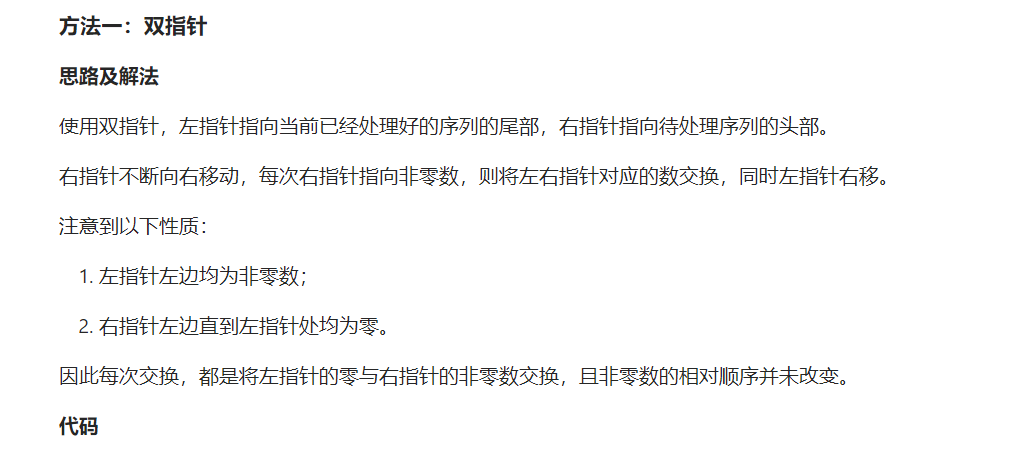 方法一：双指针
思路及解法
使用双指针，左指针指向当前已经处理好的序列的尾部，右指针指向待处理序列的头部。
右指针不断向右移动，每次右指针指向非零数，则将左右指针对应的数交换，同时左指针右移。
注意到以下性质：
1. 左指针左边均为非零数；
2. 右指针左边直到左指针处均为零。
因此每次交换，都是将左指针的零与右指针的非零数交换，且非零数的相对顺序并未改变。
代码